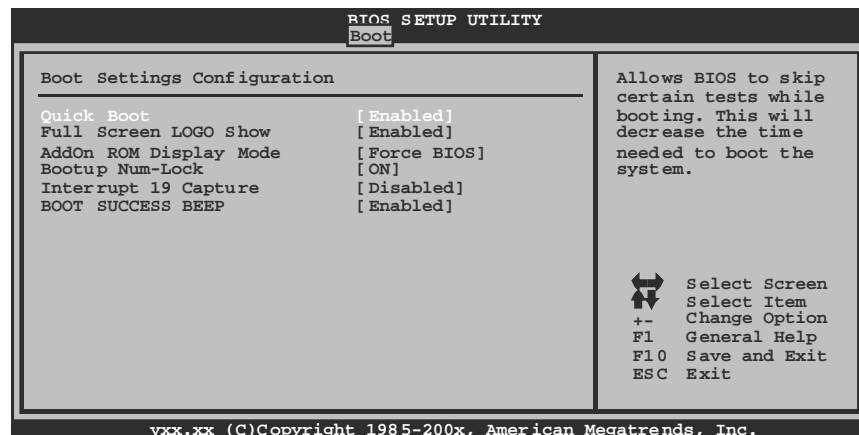 BIOS SETUP UTILITY
Boot
Boot Settings Configuration
Quick Boot [Enabled]
Full Screen LOGO Show [Enabled]
AddOn ROM Display Mode [Force BIOS]
Bootup Num-Lock [ON]
Interrupt 19 Capture [Disabled]
BOOT SUCCESS BEEP [Enabled]
Allows BIOS to skip
certain tests while
booting. This will
decrease the time
needed to boot the
system.
Select Screen
Select Item
+- Change Option
F1 General Help
F10 Save and Exit
ESC Exit
vxx.xx (C)Copyright 1985-200x, American Megatrends, Inc.